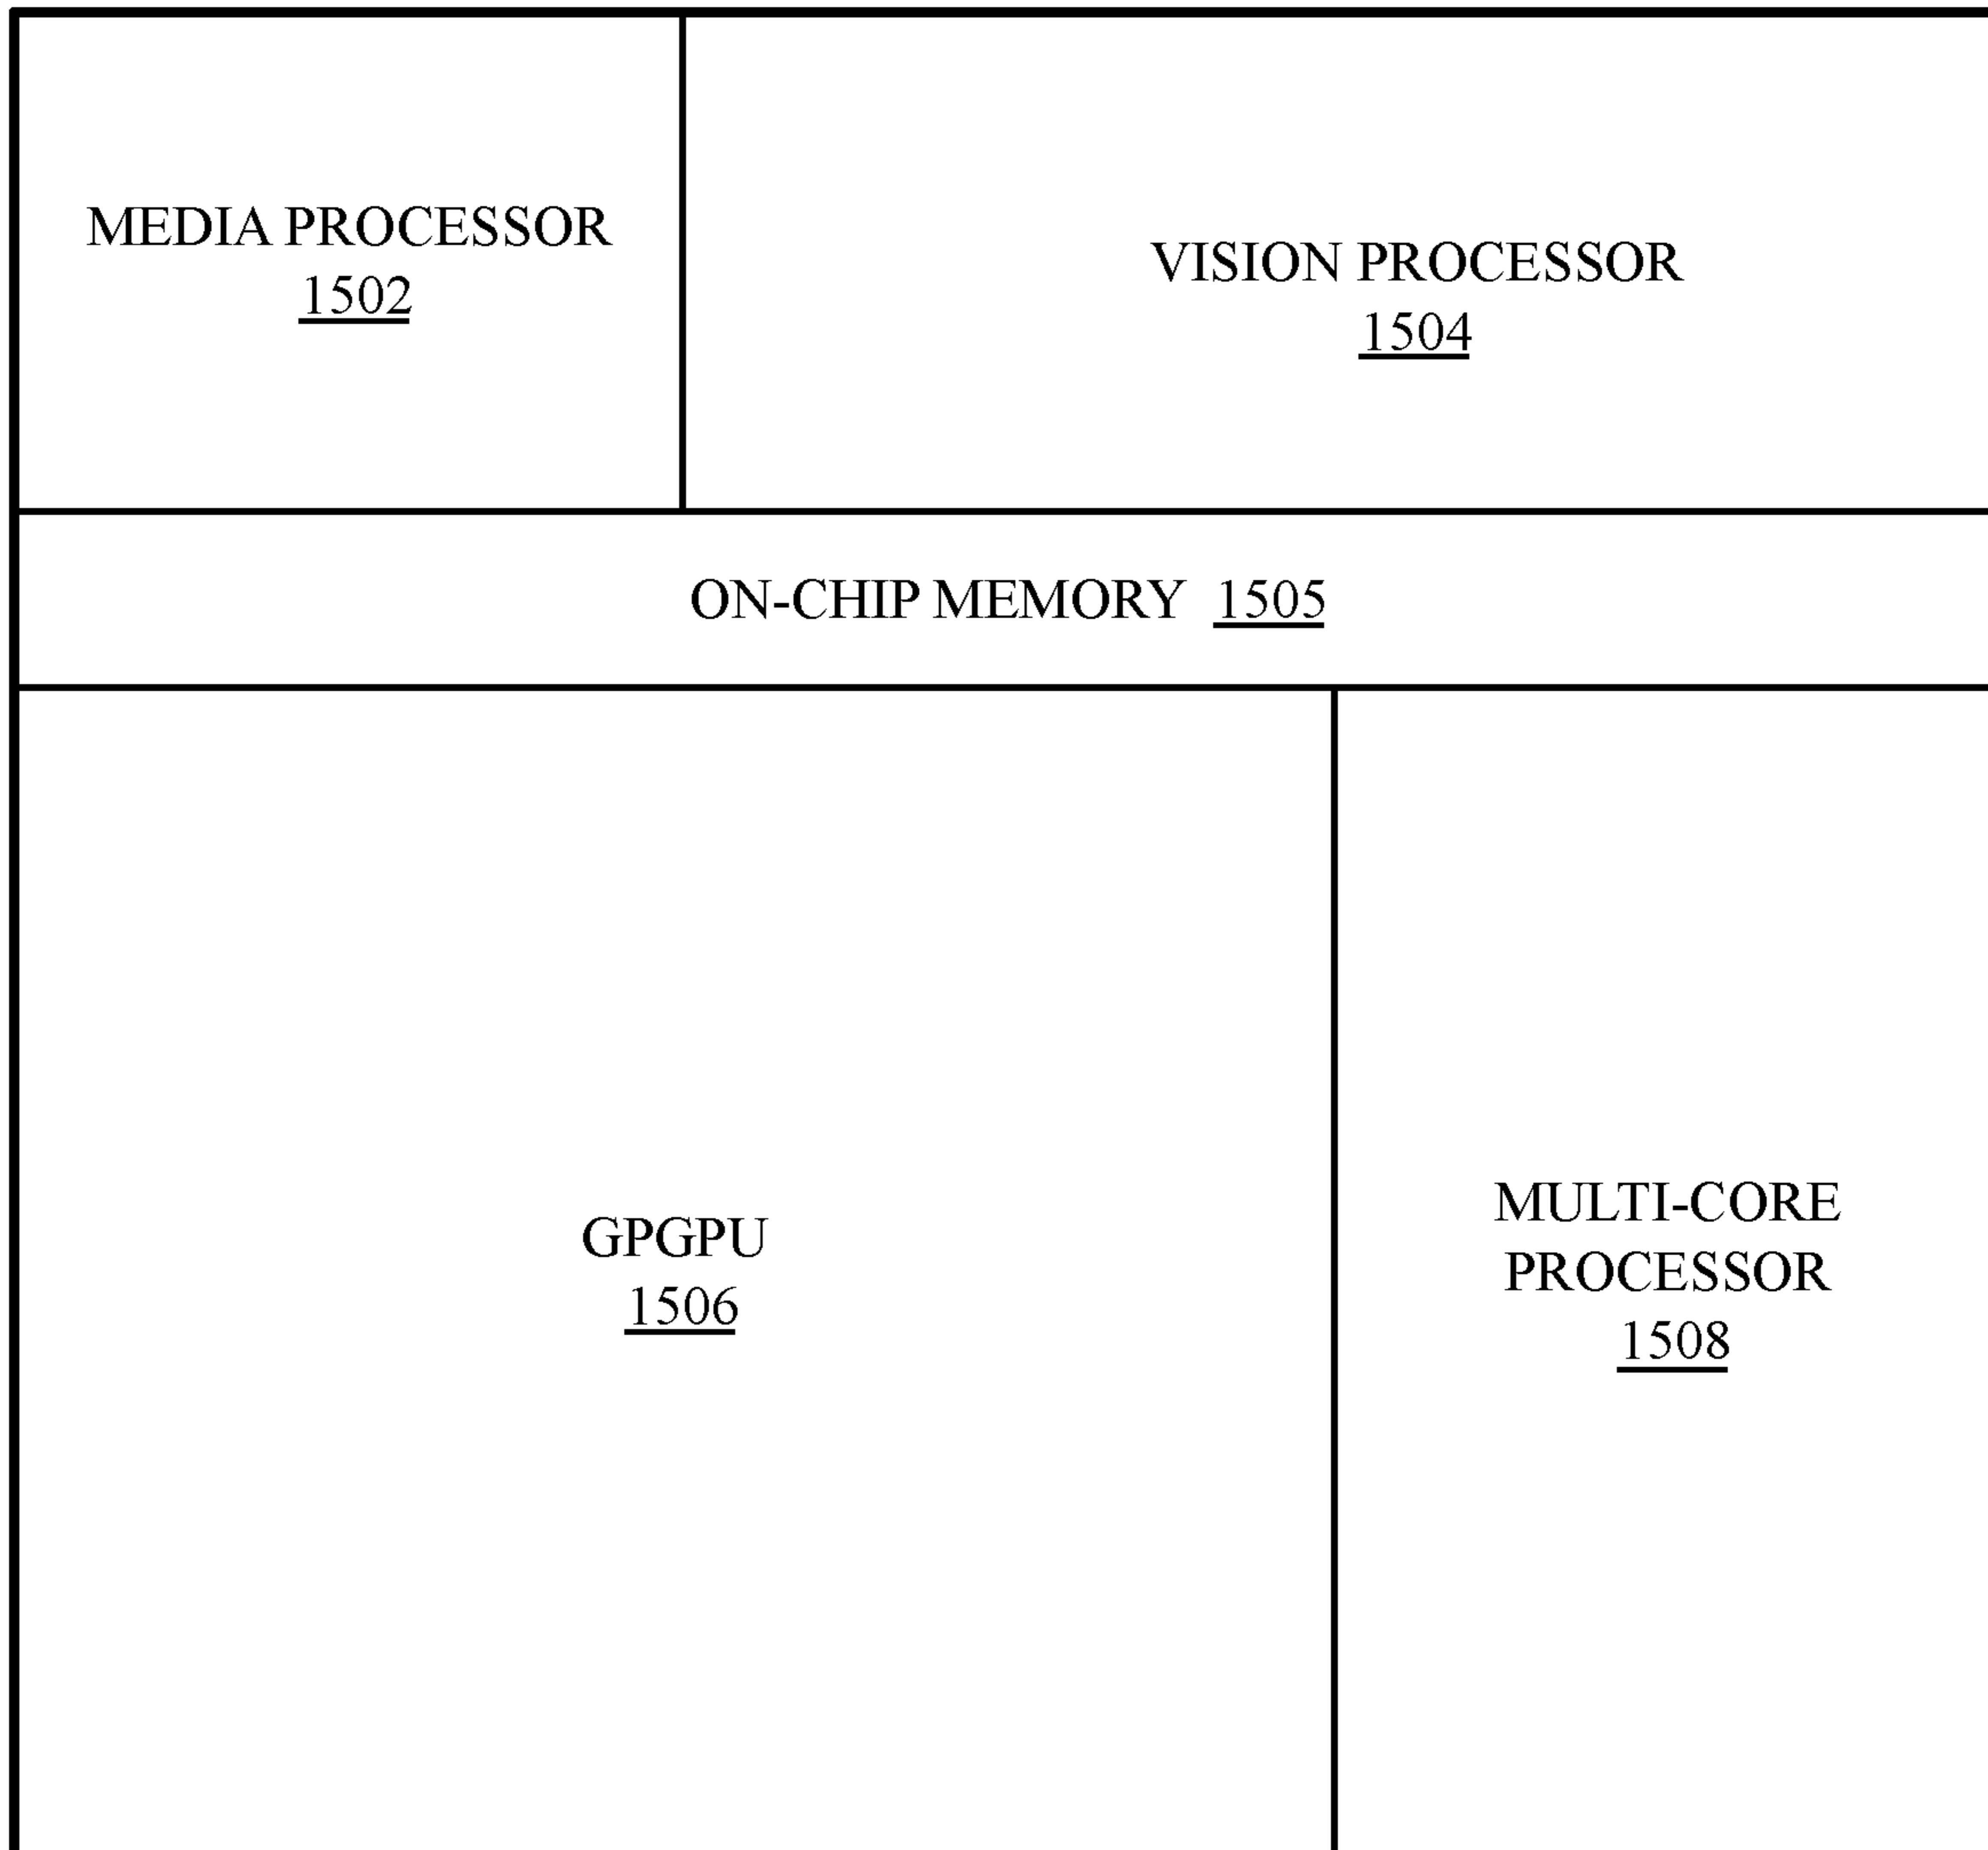 MEDIA PROCESSOR
1502
VISION PROCESSOR
1504
ON-CHIP MEMORY 1505
GPGPU
1506
MULTI-CORE
PROCESSOR
1508